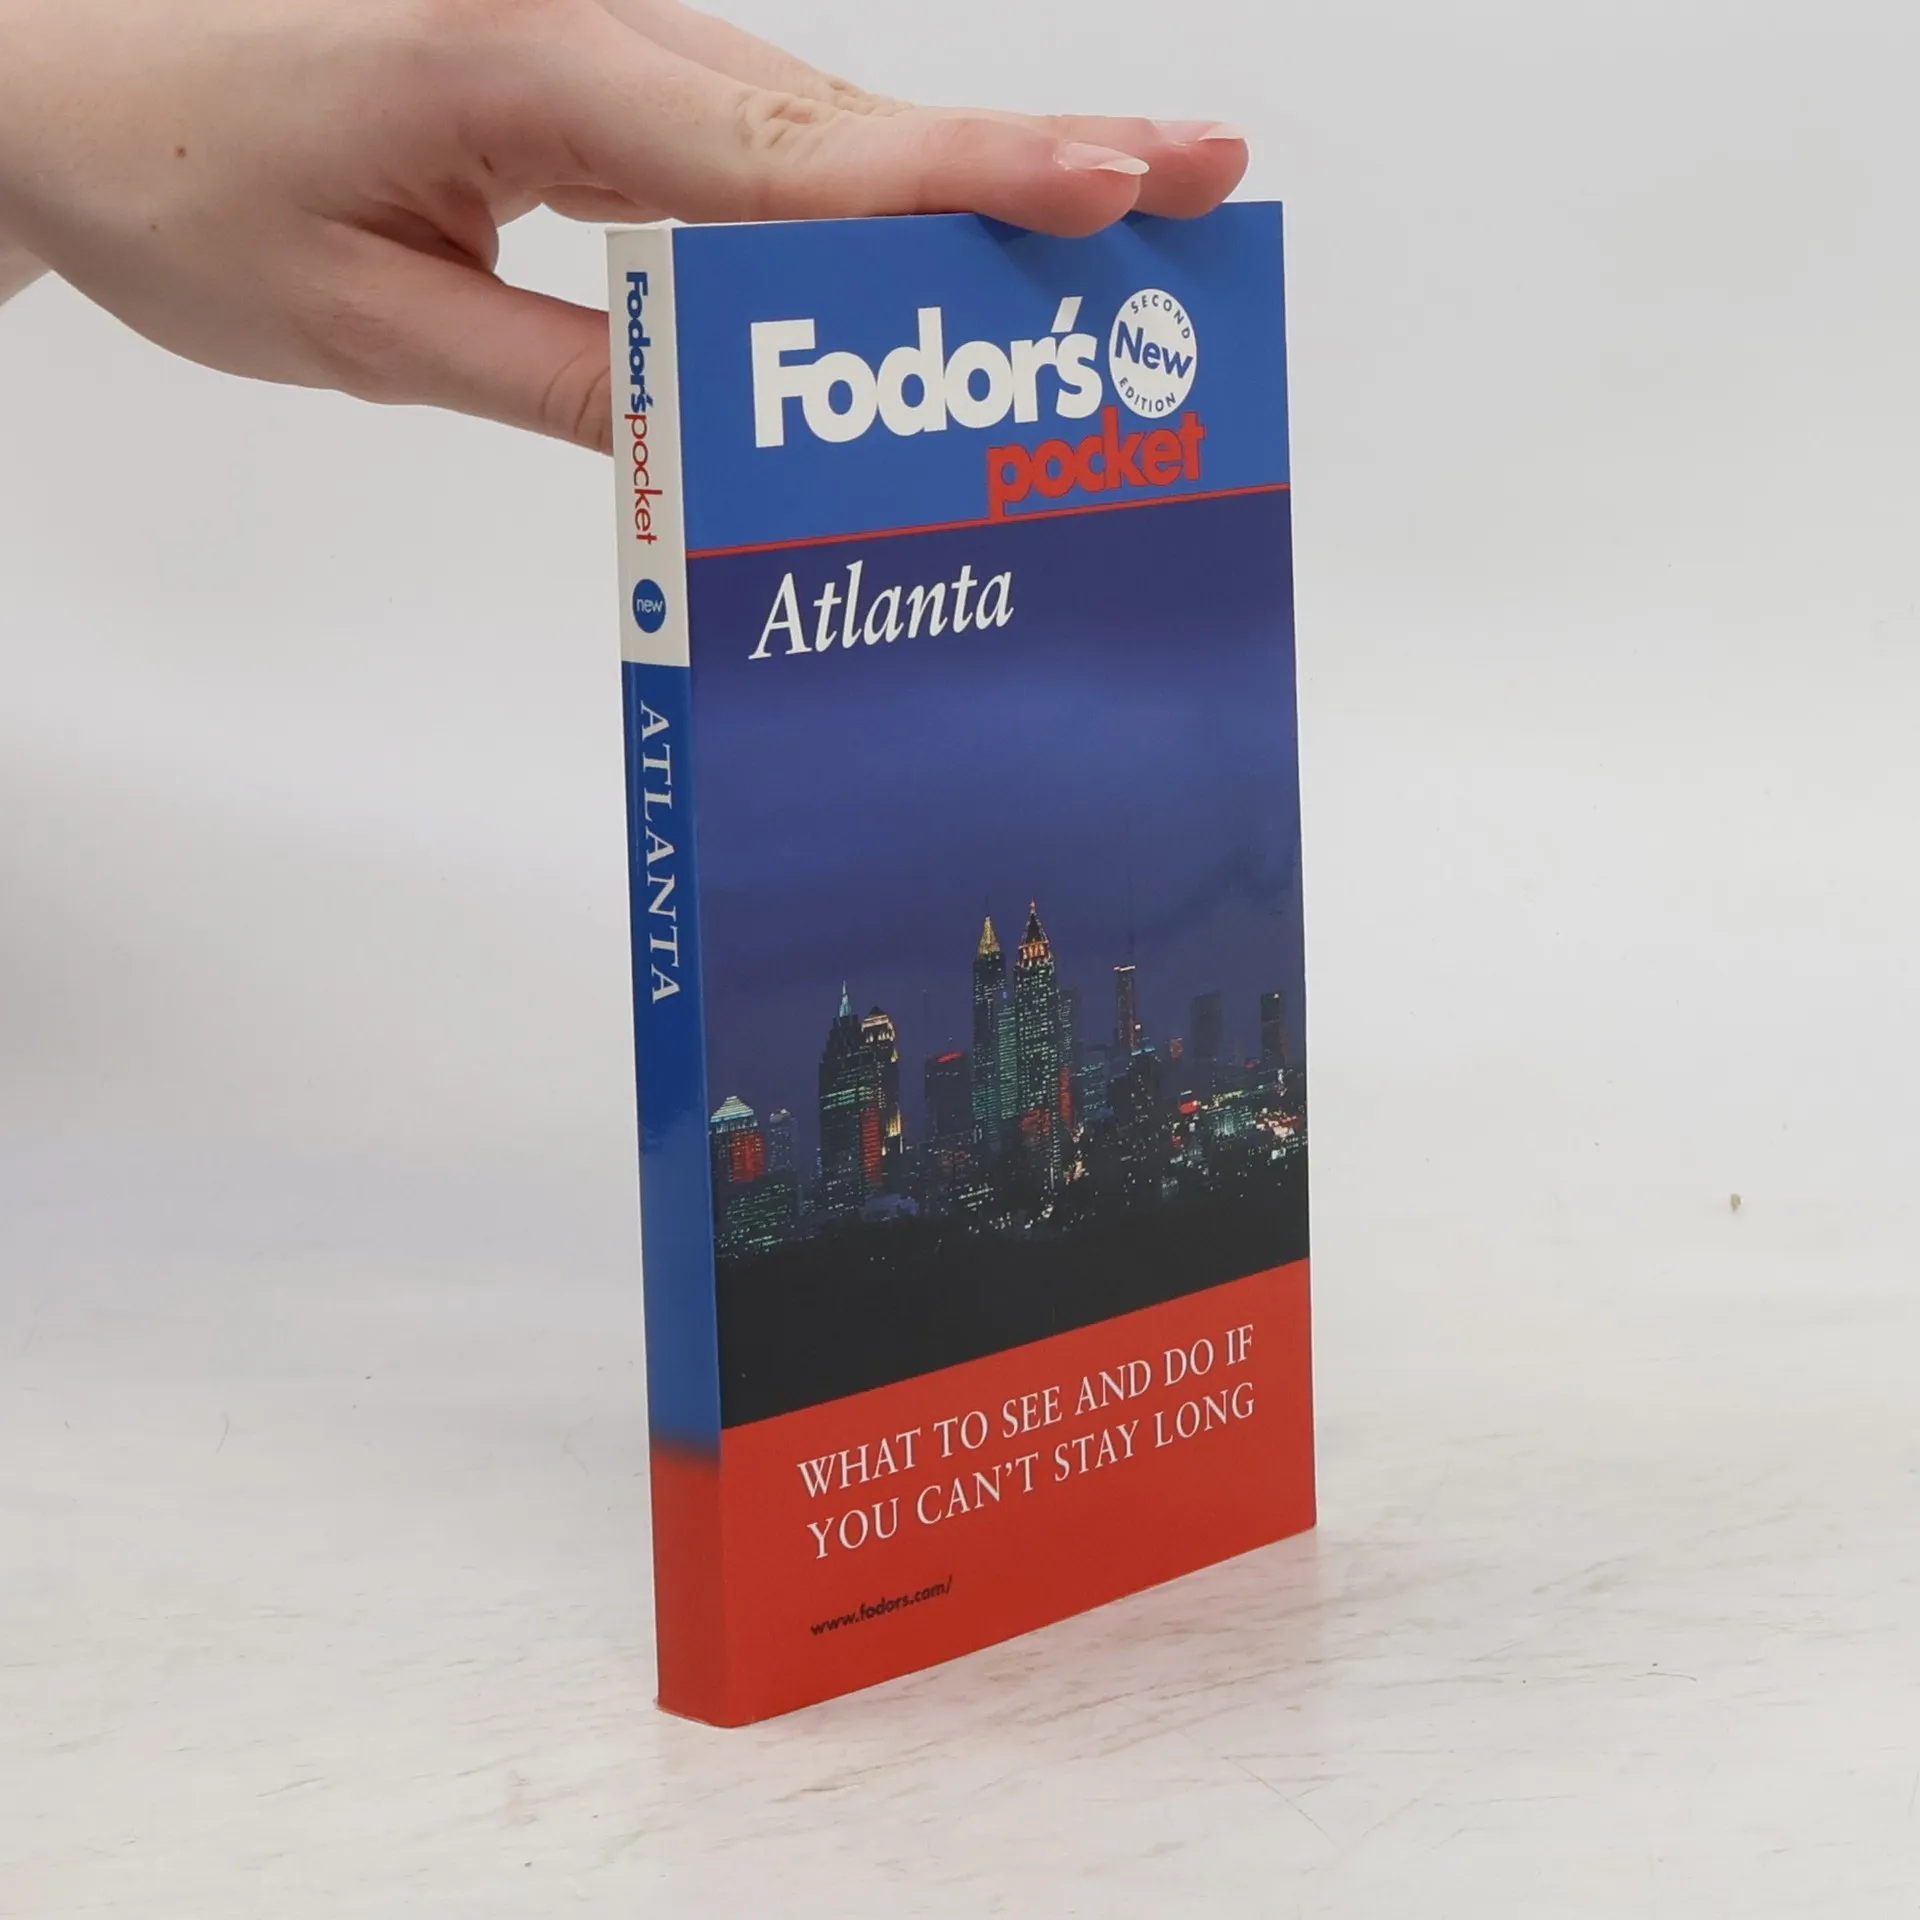 Fodor's
SECOND
New
EDITION
pocket
Atlanta
WHAT TO SEE AND DO IF
YOU CAN'T STAY LONG
www.fodors.com/
Fodor'spocket
new
ATLANTA